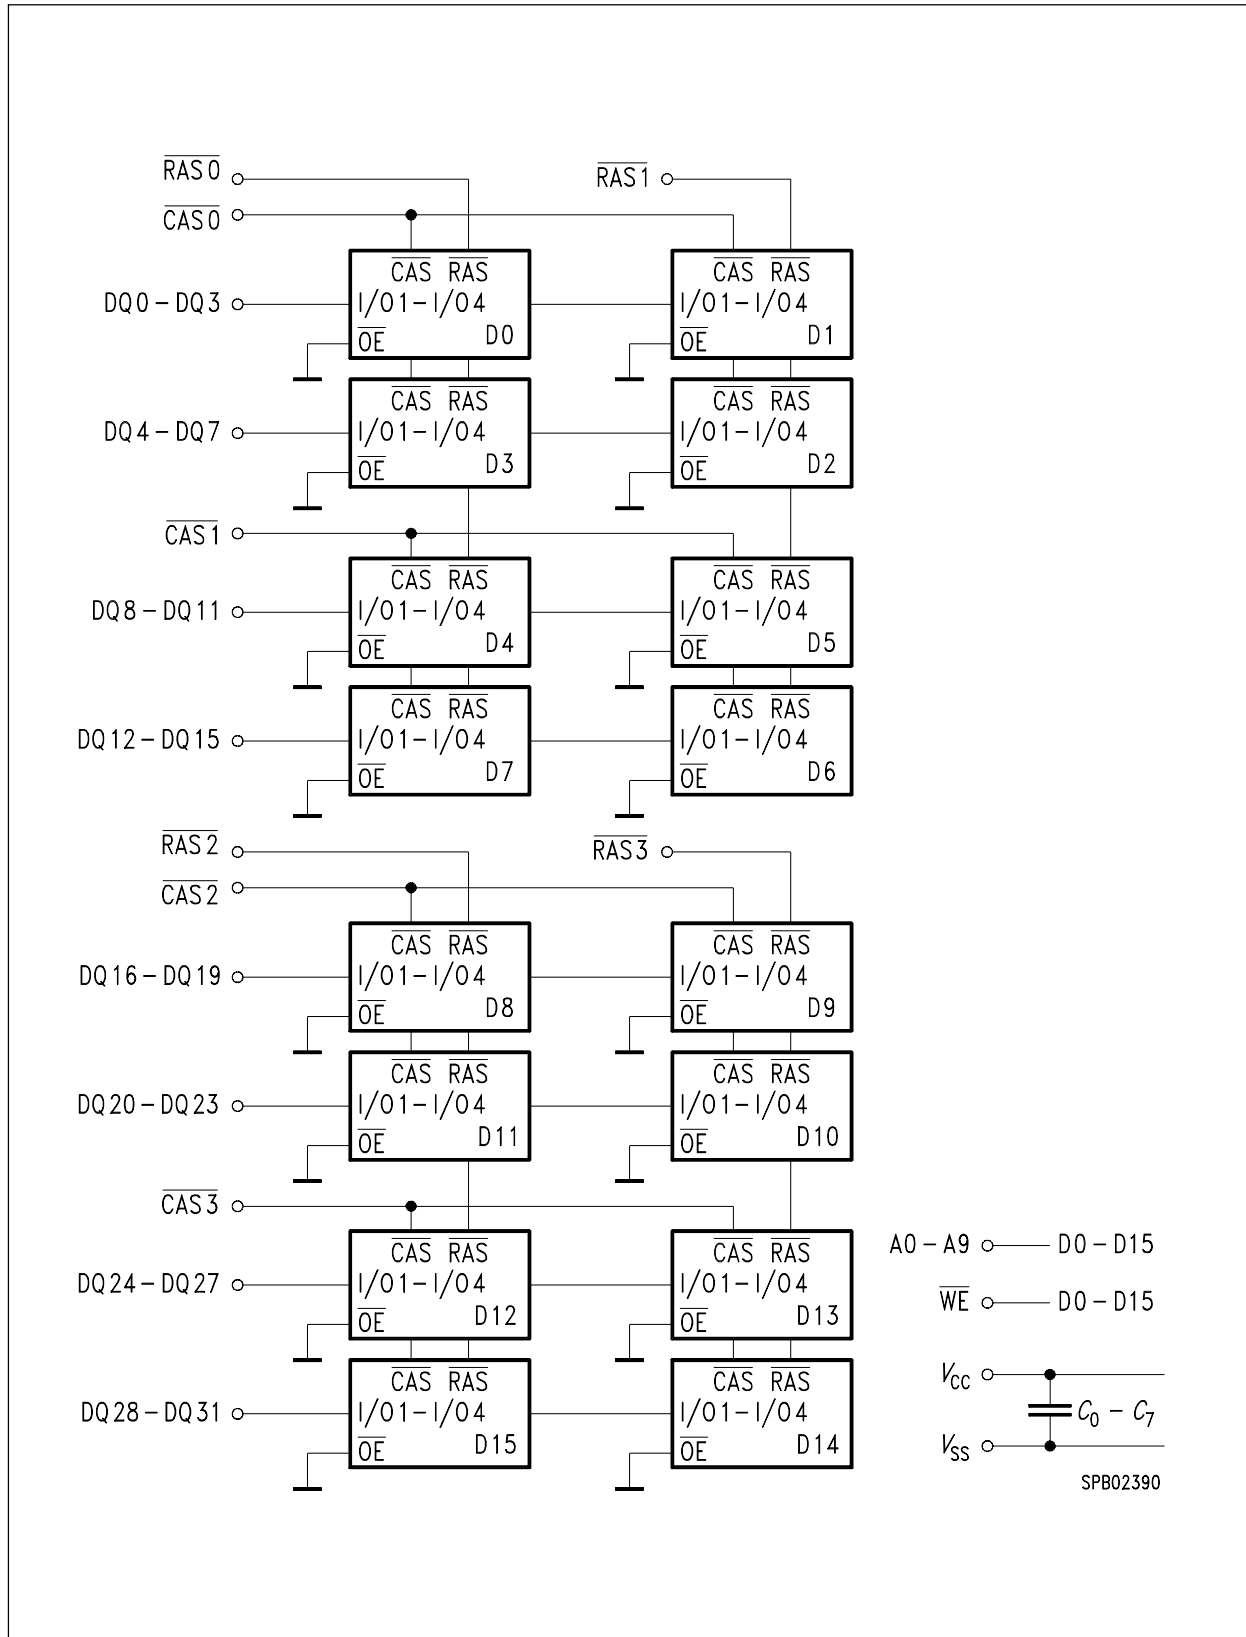 RAS0 RAS1
CAS0
CAS RAS CAS RAS
DQ0-DQ3 I/O1-I/O4 I/O1-I/O4
OE D0 OE D1
CAS RAS CAS RAS
DQ4-DQ7 I/O1-I/O4 I/O1-I/O4
OE D3 OE D2
CAS1
CAS RAS CAS RAS
DQ8-DQ11 I/O1-I/O4 I/O1-I/O4
OE D4 OE D5
CAS RAS CAS RAS
DQ12-DQ15 I/O1-I/O4 I/O1-I/O4
OE D7 OE D6
RAS2 RAS3
CAS2
CAS RAS CAS RAS
DQ16-DQ19 I/O1-I/O4 I/O1-I/O4
OE D8 OE D9
CAS RAS CAS RAS
DQ20-DQ23 I/O1-I/O4 I/O1-I/O4
OE D11 OE D10
CAS3
CAS RAS CAS RAS
A0-A9 D0-D15
DQ24-DQ27 I/O1-I/O4 I/O1-I/O4
WE D0-D15
OE D12 OE D13
CAS RAS CAS RAS
VCC
DQ28-DQ31 I/O1-I/O4 I/O1-I/O4
C0 - C7
OE D15 OE D14
VSS
SPB02390